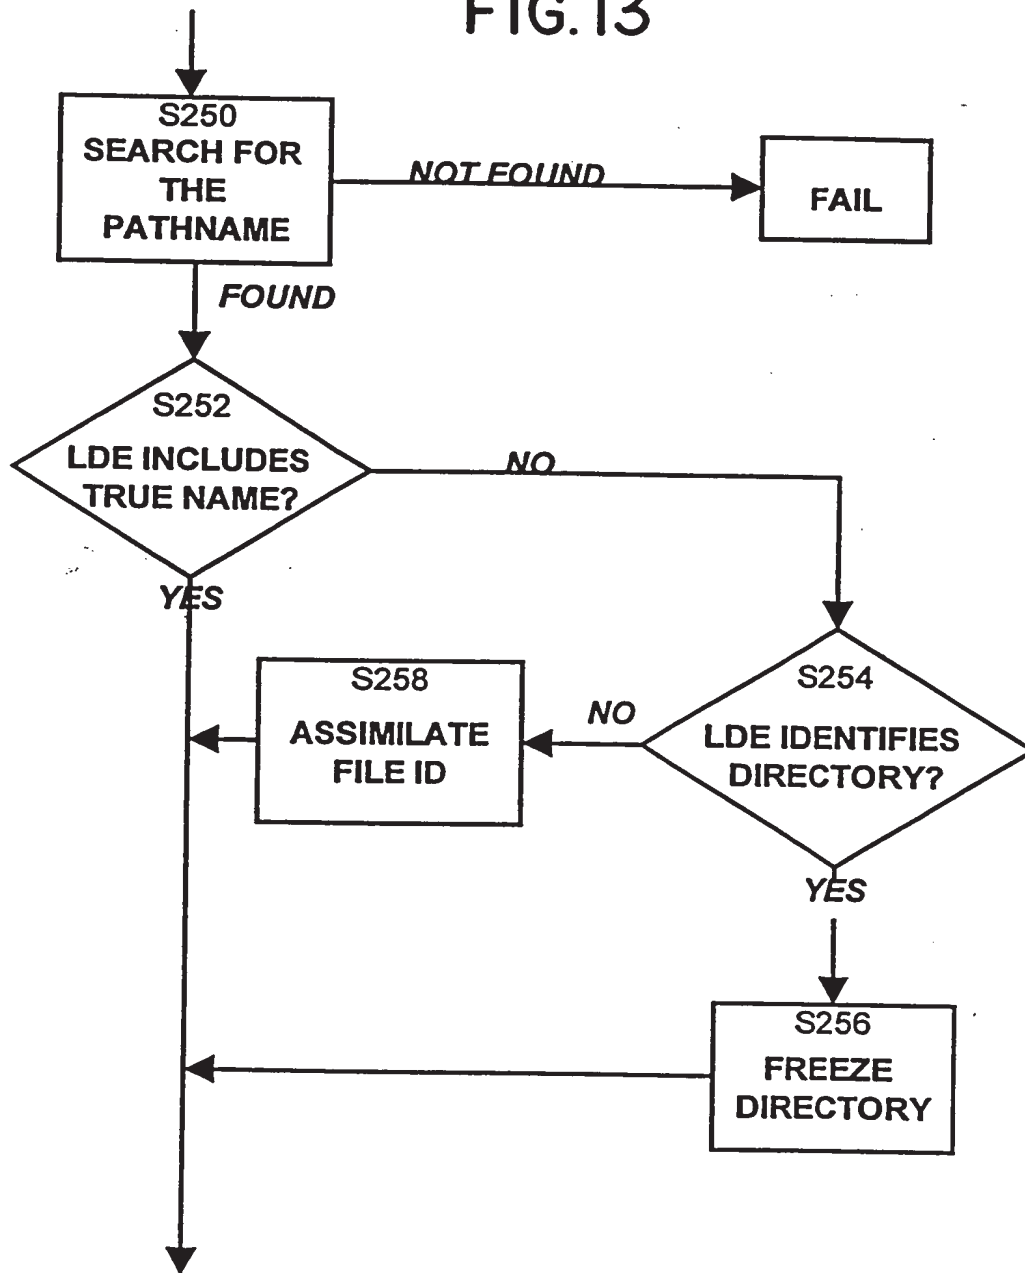 FIG. 13
S250
SEARCH FOR
THE
PATHNAME
NOT FOUND
FAIL
FOUND
S252
LDE INCLUDES
TRUE NAME?
NO
YES
S258
ASSIMILATE
FILE ID
NO
S254
LDE IDENTIFIES
DIRECTORY?
YES
S256
FREEZE
DIRECTORY